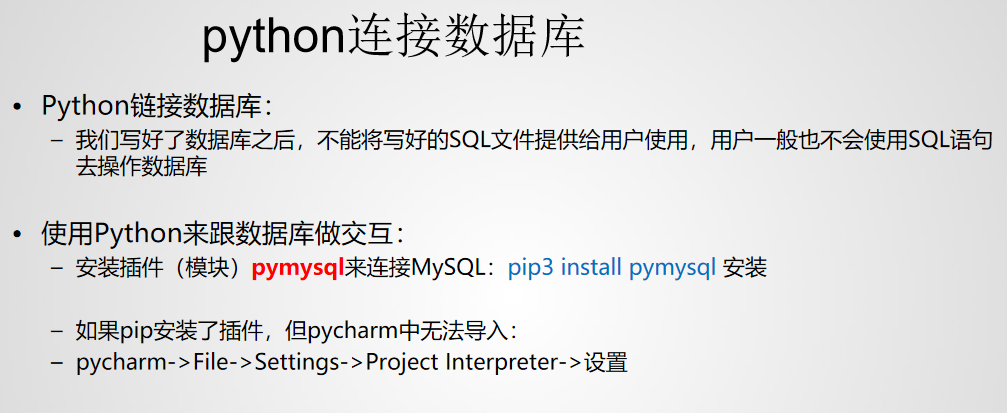 python连接数据库
• Python链接数据库：
– 我们写好了数据库之后，不能将写好的SQL文件提供给用户使用，用户一般也不会使用SQL语句
去操作数据库
• 使用Python来跟数据库做交互：
– 安装插件（模块）pymysql来连接MySQL：pip3 install pymysql 安装
– 如果pip安装了插件，但pycharm中无法导入：
– pycharm->File->Settings->Project Interpreter->设置